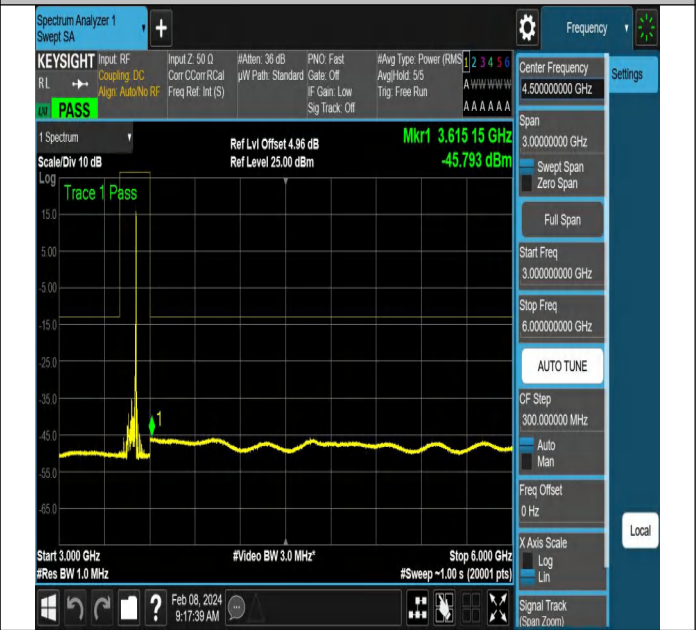 Spectrum Analyzer 1
Swept SA
+
Frequency
KEYSIGHT
Input: RF
Coupling: DC
Align: Auto/No RF
Input Z: 50 Ω
Corr CCorr RCal
Freq Ref: Int (S)
#Atten: 36 dB
µW Path: Standard
PNO: Fast
Gate: Off
IF Gain: Low
Sig Track: Off
#Avg Type: Power (RMS
Avg|Hold: 5/5
Trig: Free Run
1 2 3 4 5 6
A W W W W W
A A A A A A
R L
PASS
1 Spectrum
Scale/Div 10 dB
Ref Lvl Offset 4.96 dB
Ref Level 25.00 dBm
Mkr1 3.615 15 GHz
-45.793 dBm
Log
Trace 1 Pass
15.0
5.00
-5.00
-15.0
-25.0
-35.0
-45.0
-55.0
-65.0
1
Start 3.000 GHz
#Res BW 1.0 MHz
#Video BW 3.0 MHz*
Stop 6.000 GHz
#Sweep ~1.00 s (20001 pts)
Feb 08, 2024
9:17:39 AM
?
Center Frequency
4.500000000 GHz
Settings
Span
3.00000000 GHz
Swept Span
Zero Span
Full Span
Start Freq
3.000000000 GHz
Stop Freq
6.000000000 GHz
AUTO TUNE
CF Step
300.000000 MHz
Auto
Man
Freq Offset
0 Hz
X Axis Scale
Log
Lin
Signal Track
(Span Zoom)
Local